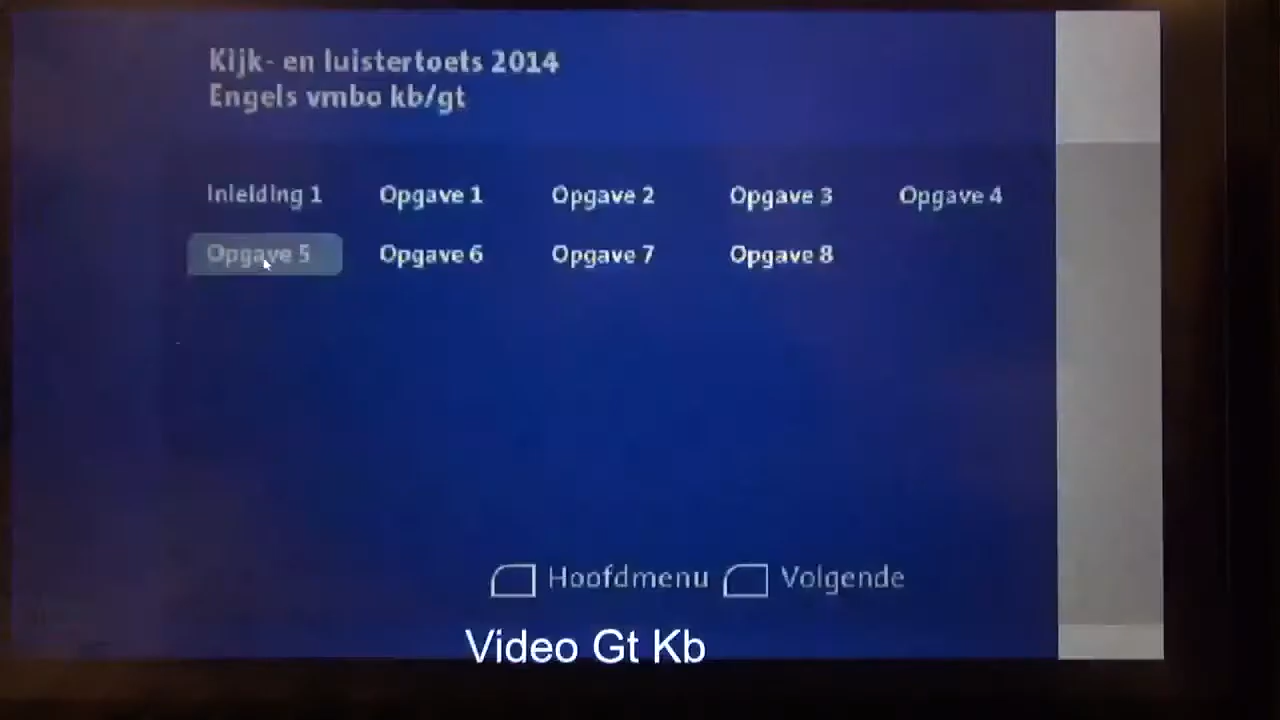 Kijk- en luistertoets 2014
Engels vmbo kb/gt
Inleiding 1 Opgave 1 Opgave 2 Opgave 3 Opgave 4
Opgave 5 Opgave 6 Opgave 7 Opgave 8
Hoofdmenu Volgende
Video Gt Kb